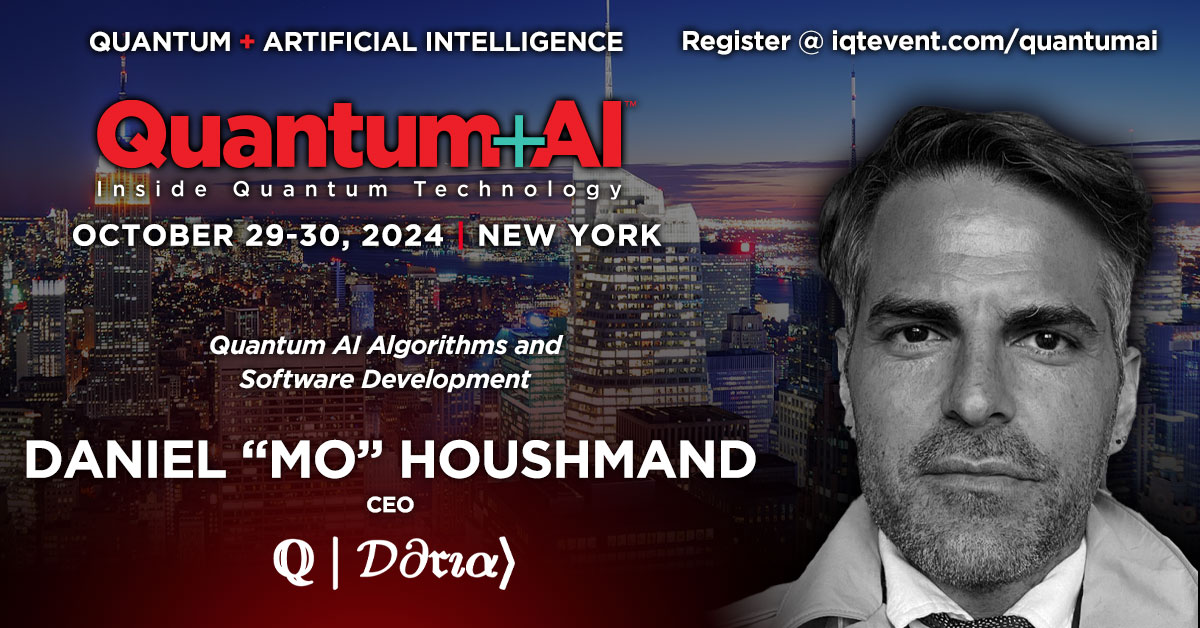 QUANTUM + ARTIFICIAL INTELLIGENCE
Register @ iqtevent.com/quantumai
Quantum+AI™
Inside Quantum Technology
OCTOBER 29-30, 2024 | NEW YORK
Quantum AI Algorithms and
Software Development
DANIEL “MO” HOUSHMAND
CEO
ℚ | 𝒟∂𝔯ια⟩